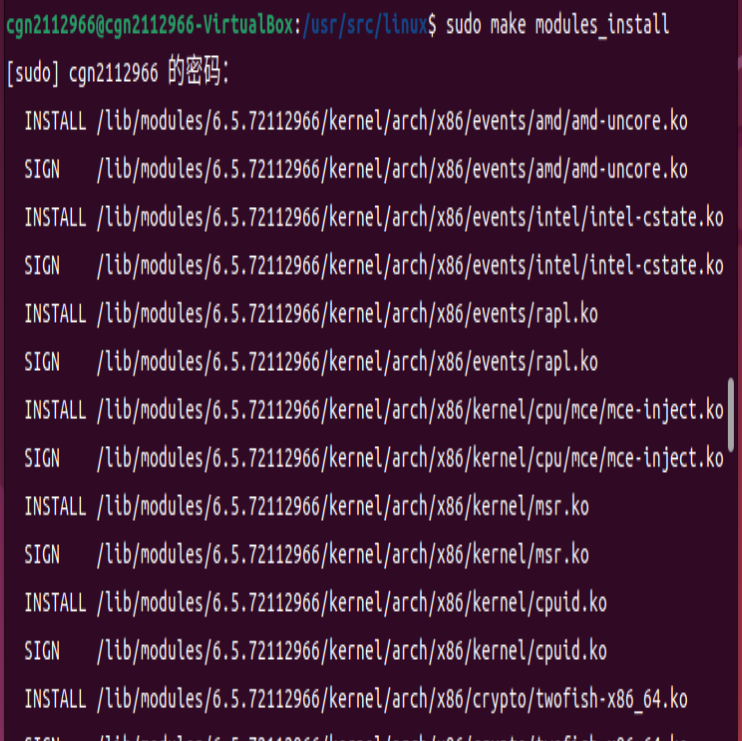 cgn2112966@cgn2112966-VirtualBox:/usr/src/linux$ sudo make modules_install
[sudo] cgn2112966 的密码：
INSTALL /lib/modules/6.5.72112966/kernel/arch/x86/events/amd/amd-uncore.ko
SIGN /lib/modules/6.5.72112966/kernel/arch/x86/events/amd/amd-uncore.ko
INSTALL /lib/modules/6.5.72112966/kernel/arch/x86/events/intel/intel-cstate.ko
SIGN /lib/modules/6.5.72112966/kernel/arch/x86/events/intel/intel-cstate.ko
INSTALL /lib/modules/6.5.72112966/kernel/arch/x86/events/rapl.ko
SIGN /lib/modules/6.5.72112966/kernel/arch/x86/events/rapl.ko
INSTALL /lib/modules/6.5.72112966/kernel/arch/x86/kernel/cpu/mce/mce-inject.ko
SIGN /lib/modules/6.5.72112966/kernel/arch/x86/kernel/cpu/mce/mce-inject.ko
INSTALL /lib/modules/6.5.72112966/kernel/arch/x86/kernel/msr.ko
SIGN /lib/modules/6.5.72112966/kernel/arch/x86/kernel/msr.ko
INSTALL /lib/modules/6.5.72112966/kernel/arch/x86/kernel/cpuid.ko
SIGN /lib/modules/6.5.72112966/kernel/arch/x86/kernel/cpuid.ko
INSTALL /lib/modules/6.5.72112966/kernel/arch/x86/crypto/twofish-x86_64.ko